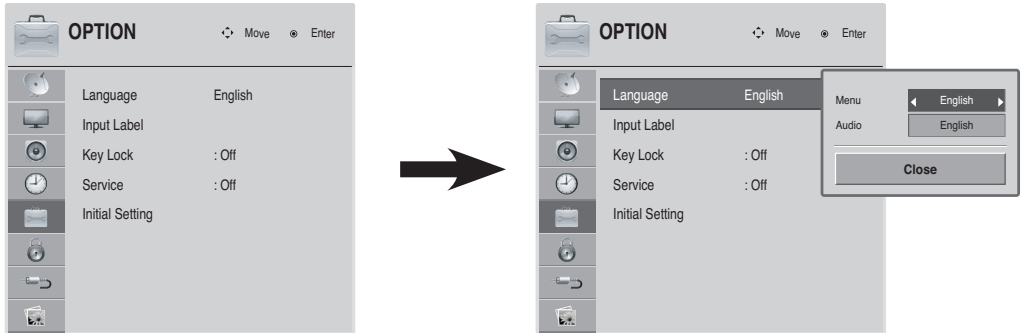 OPTION
Move
Enter
Language English
Input Label
Key Lock : Off
Service : Off
Initial Setting
OPTION
Move
Enter
Language English
Input Label
Key Lock : Off
Service : Off
Initial Setting
Menu English
Audio English
Close